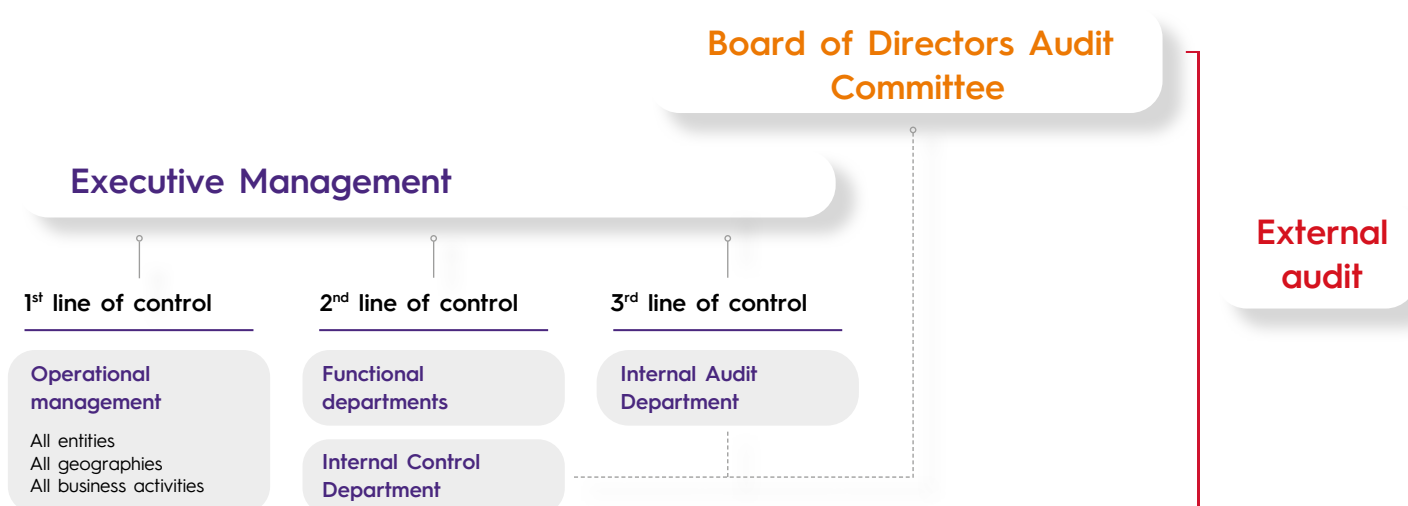 Board of Directors Audit
Committee
Executive Management
External
audit
1st line of control
2nd line of control
3rd line of control
Operational
management
All entities
All geographies
All business activities
Functional
departments
Internal Control
Department
Internal Audit
Department